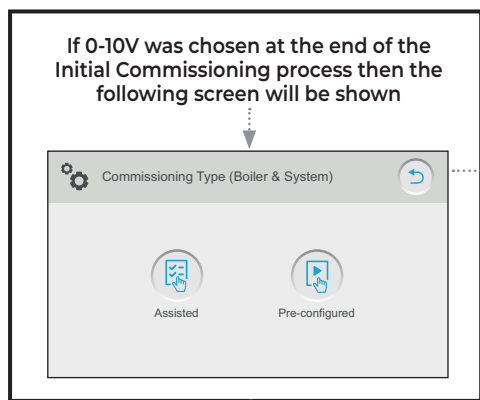 If 0-10V was chosen at the end of the
Initial Commissioning process then the
following screen will be shown
Commissioning Type (Boiler & System)
Assisted
Pre-configured